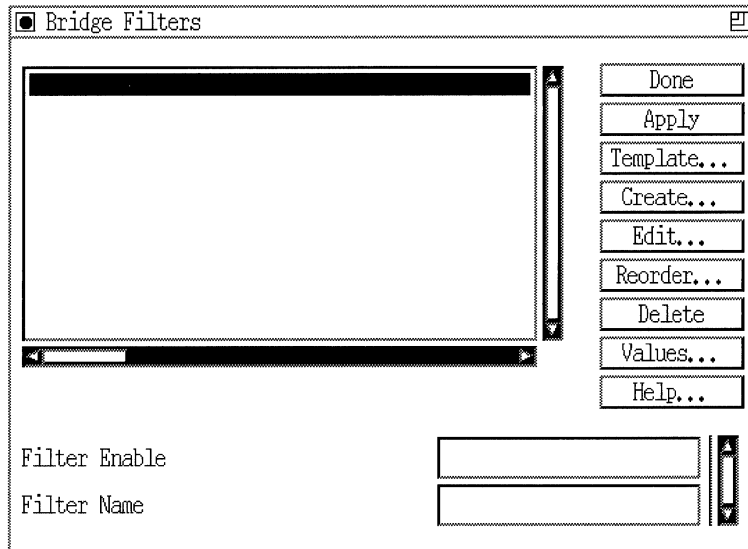 Bridge Filters
Done
Apply
Template...
Create...
Edit...
Reorder...
Delete
Values...
Help...
Filter Enable
Filter Name